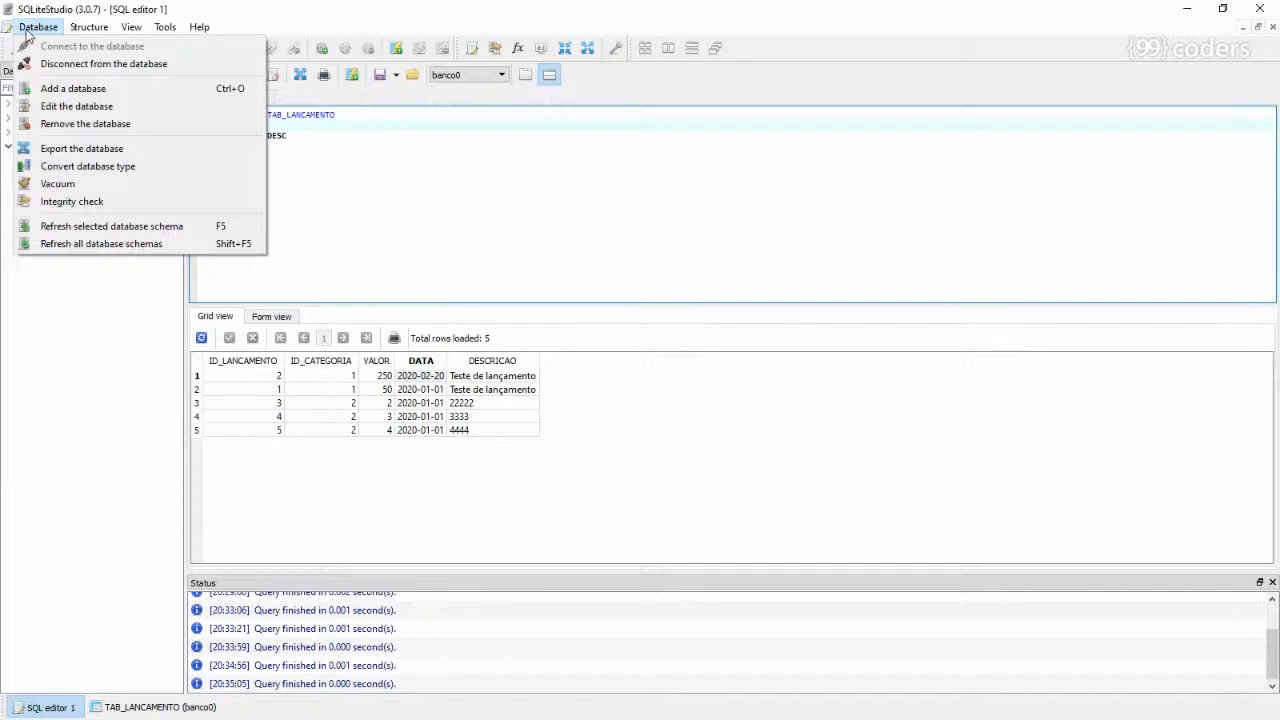 SQLiteStudio (3.0.7) - [SQL editor 1]
Database Structure View Tools Help
{99}coders
Connect to the database
Disconnect from the database
Add a database Ctrl+O
Edit the database
Remove the database
Export the database
Convert database type
Vacuum
Integrity check
Refresh selected database schema F5
Refresh all database schemas Shift+F5
banco0
TAB_LANCAMENTO
DESC
Grid view Form view
1 Total rows loaded: 5
ID_LANCAMENTO ID_CATEGORIA VALOR DATA DESCRICAO
1 2 1 250 2020-02-20 Teste de lançamento
2 1 1 50 2020-01-01 Teste de lançamento
3 3 2 2 2020-01-01 22222
4 4 2 3 2020-01-01 3333
5 5 2 4 2020-01-01 4444
Status
[20:33:06] Query finished in 0.001 second(s).
[20:33:21] Query finished in 0.001 second(s).
[20:33:59] Query finished in 0.000 second(s).
[20:34:56] Query finished in 0.001 second(s).
[20:35:05] Query finished in 0.000 second(s).
SQL editor 1 TAB_LANCAMENTO (banco0)